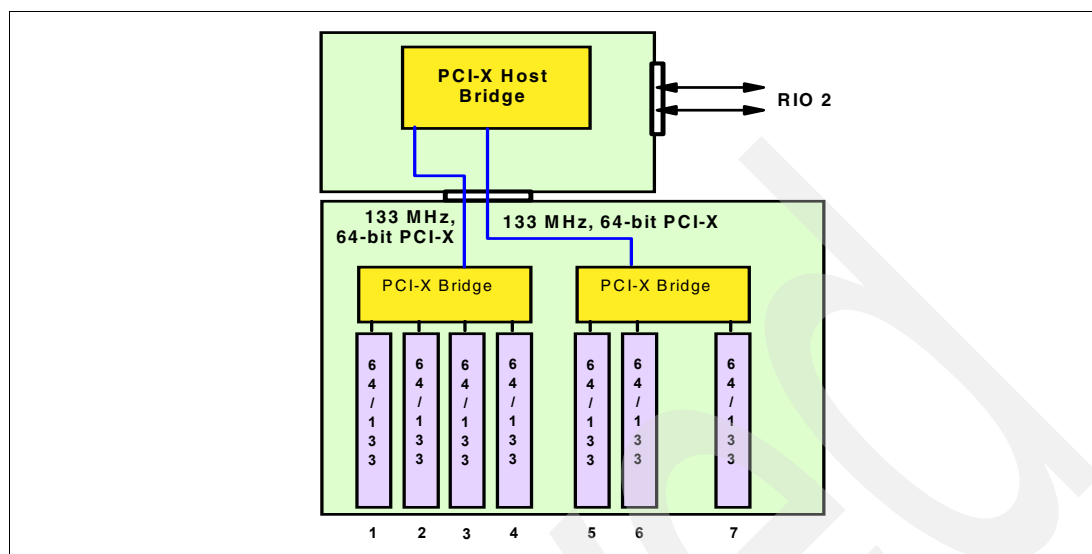 PCI-X Host
Bridge
RIO 2
133 MHz,
64-bit PCI-X
133 MHz, 64-bit PCI-X
PCI-X Bridge
PCI-X Bridge
64/133
64/133
64/133
64/133
64/133
64/133
64/133
1 2 3 4 5 6 7